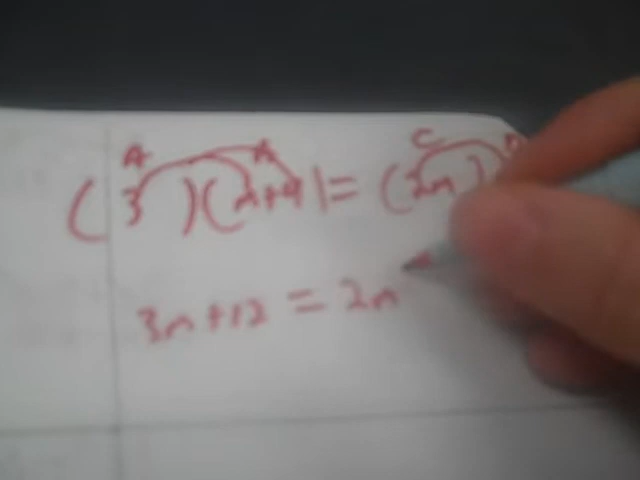 A A C
(3)(n+4)=(2n)
3n+12=2n